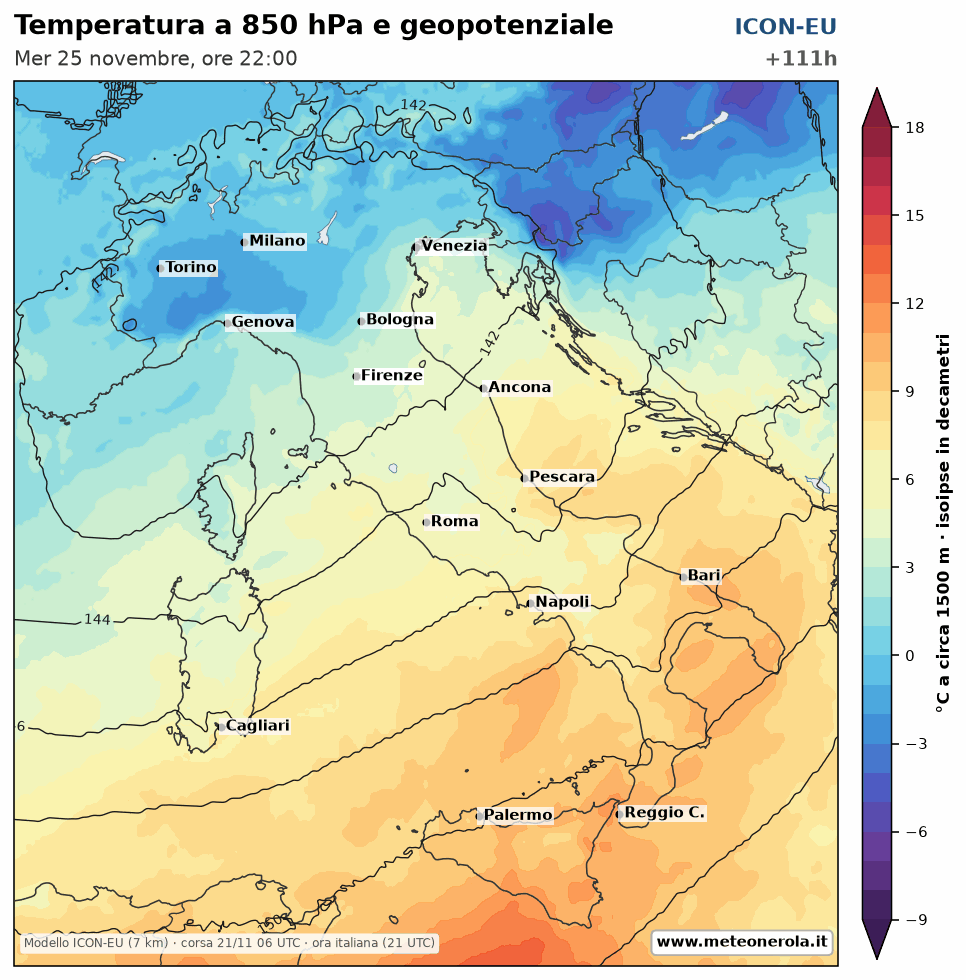 Temperatura a 850 hPa e geopotenziale
ICON-EU
Mer 25 novembre, ore 22:00
+111h
142
Milano
Venezia
Torino
Genova
Bologna
142
Firenze
Ancona
Pescara
Roma
Bari
Napoli
144
6
Cagliari
Palermo
Reggio C.
150
Modello ICON-EU (7 km) · corsa 21/11 06 UTC · ora italiana (21 UTC)
www.meteonerola.it
18
15
12
9
6
3
0
−3
−6
−9
°C a circa 1500 m · isoipse in decametri